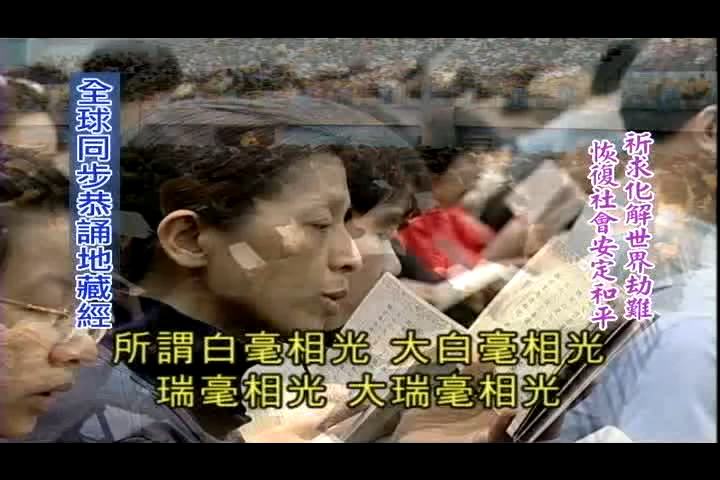 全球同步恭誦地藏經
祈求化解世界劫難
恢復社會安定和平
所謂白毫相光 大白毫相光
瑞毫相光 大瑞毫相光